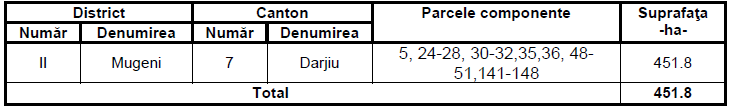 District Canton Parcele componente Suprafaţa
-ha-
Număr Denumirea Număr Denumirea
II Mugeni 7 Darjiu 5, 24-28, 30-32,35,36, 48-
51,141-148 451.8
Total 451.8